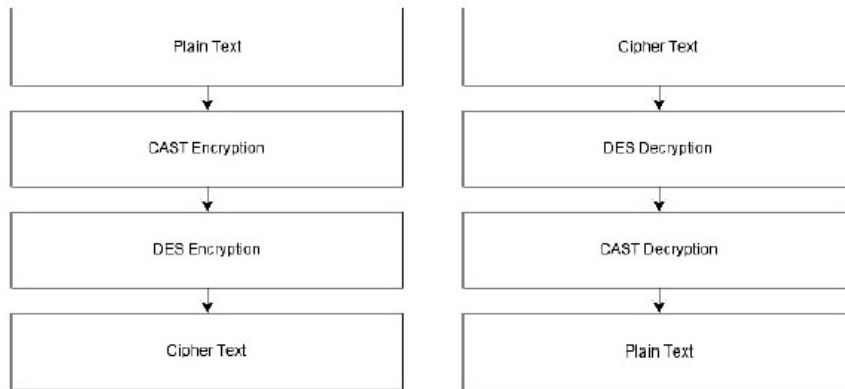 Plain Text
CAST Encryption
DES Encryption
Cipher Text
Cipher Text
DES Decryption
CAST Decryption
Plain Text